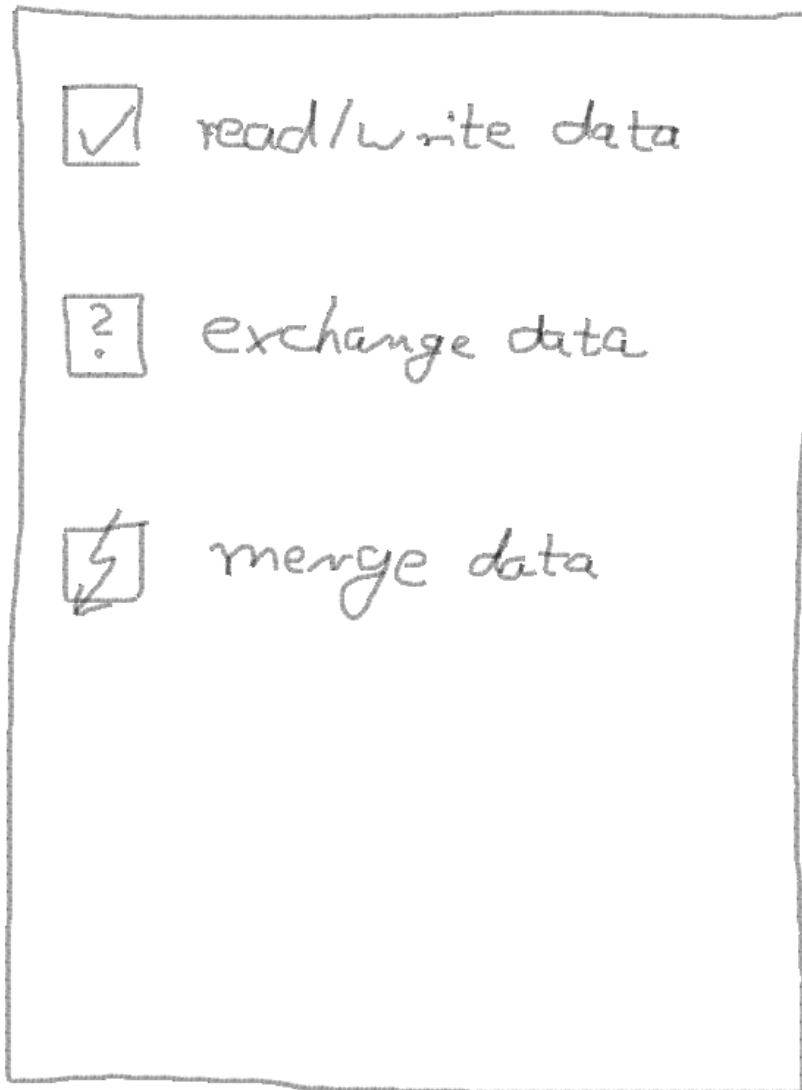 ✓ read/write data
? exchange data
merge data